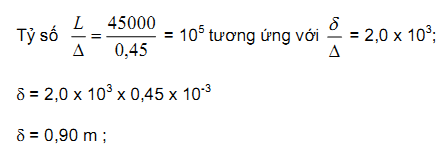 Tỷ số L/Δ = 45000/0,45 = 10⁵ tương ứng với δ/Δ = 2,0 x 10³;
δ = 2,0 x 10³ x 0,45 x 10⁻³
δ = 0,90 m ;